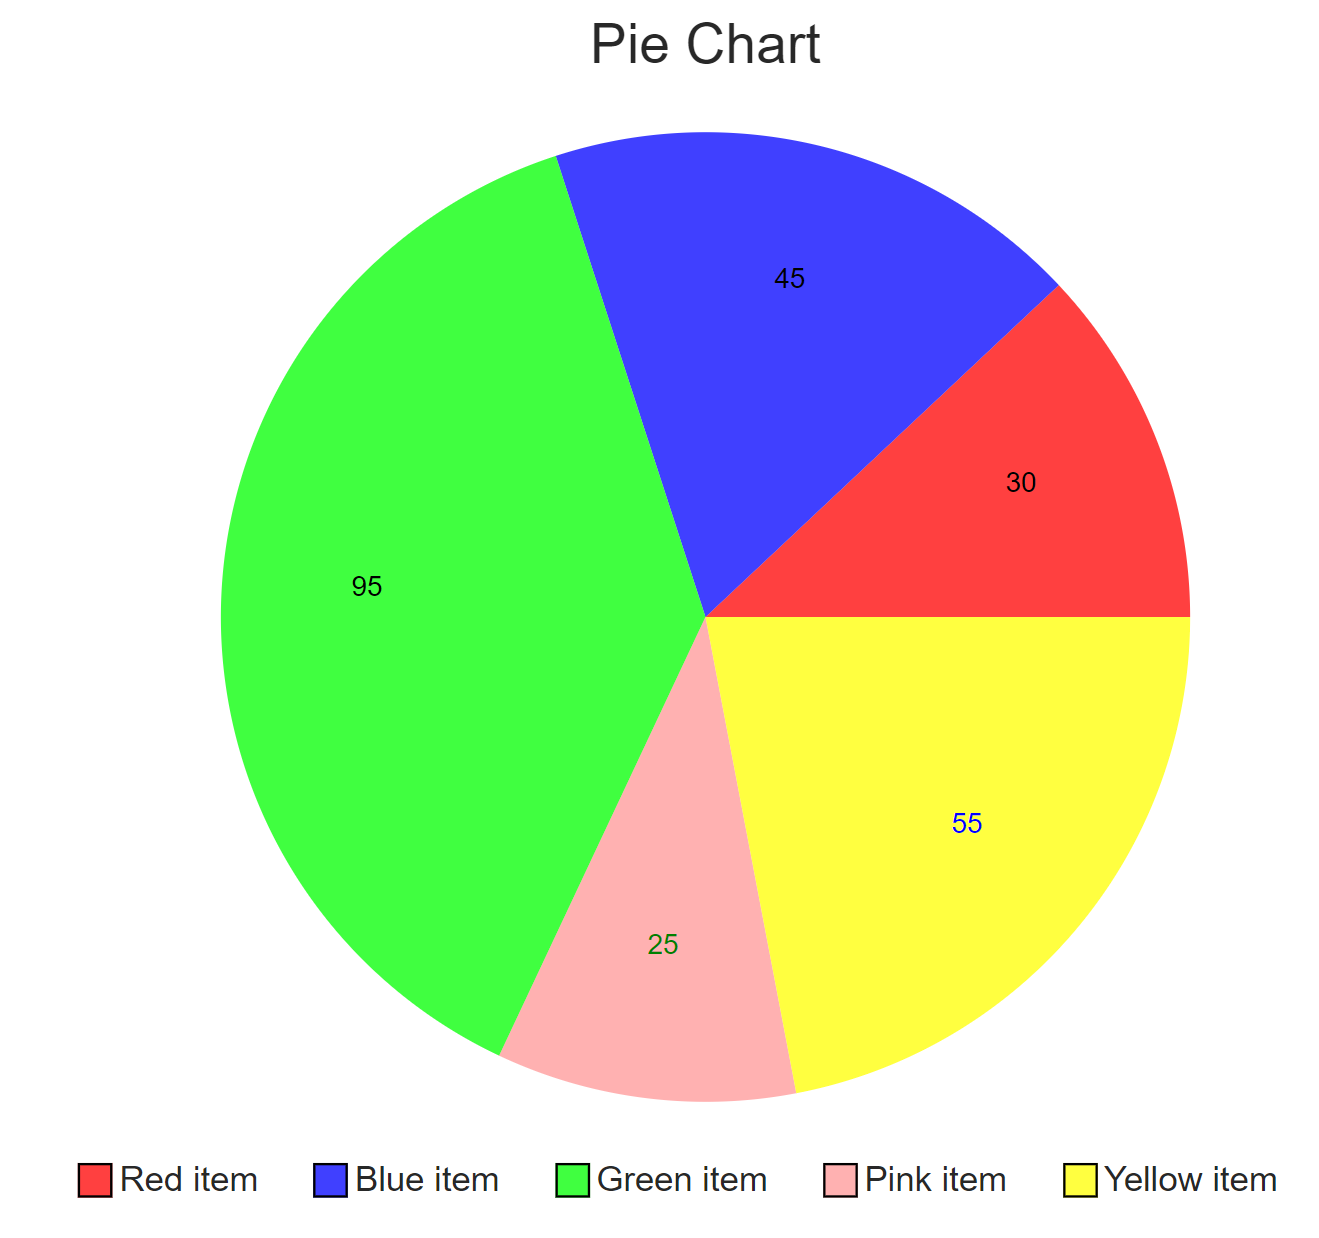 Pie Chart
45
30
95
55
25
Red item
Blue item
Green item
Pink item
Yellow item